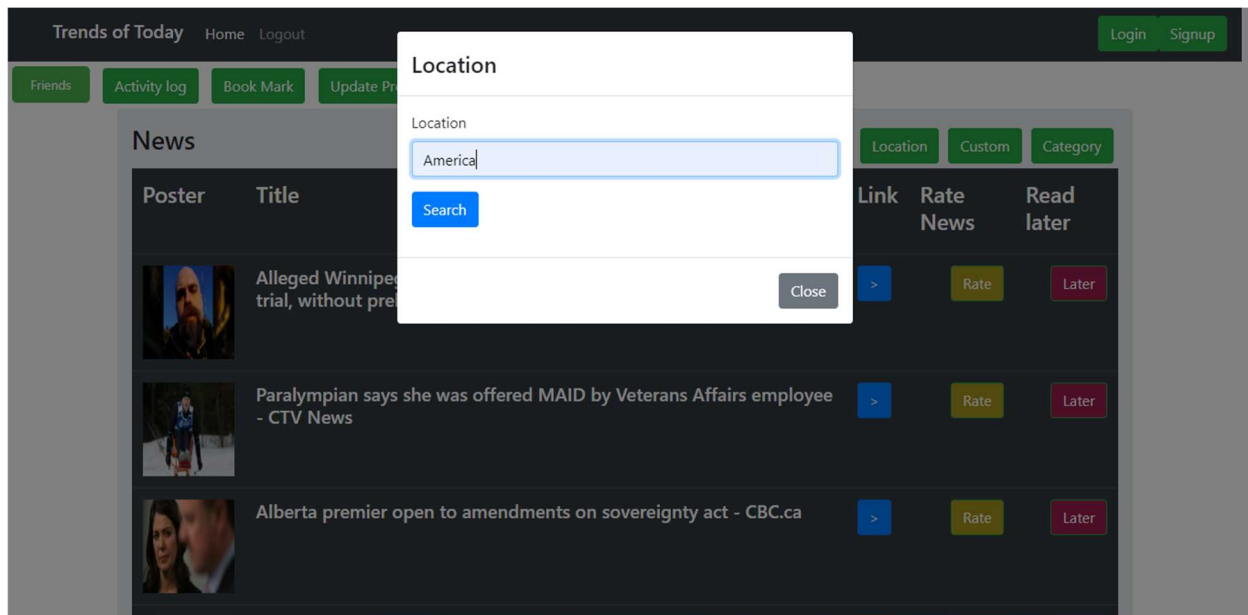 Trends of Today Home Logout Login Signup
Friends Activity log Book Mark Update Pr
Location
Location
America
Search
Close
News Location Custom Category
Poster Title Link Rate News Read later
Alleged Winnipeg
trial, without prel
> Rate Later
Paralympian says she was offered MAID by Veterans Affairs employee
- CTV News
> Rate Later
Alberta premier open to amendments on sovereignty act - CBC.ca
> Rate Later